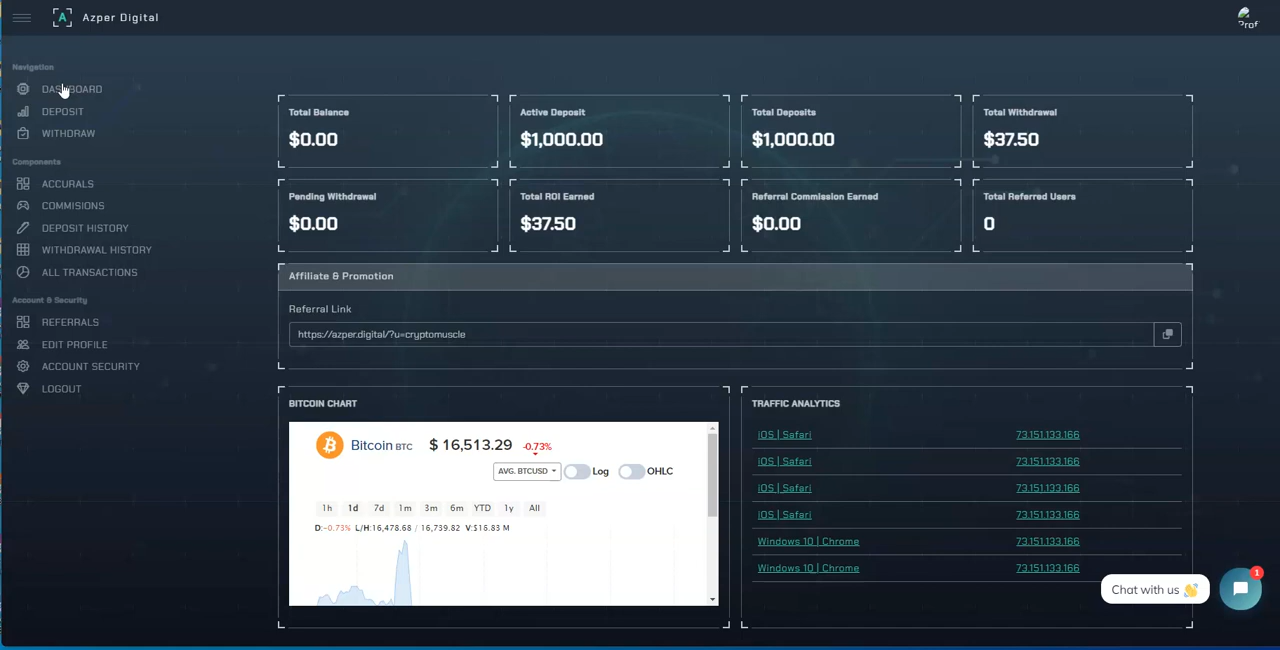 A Azper Digital
Prof
Navigation
DASHBOARD
DEPOSIT
WITHDRAW
Components
ACCURALS
COMMISIONS
DEPOSIT HISTORY
WITHDRAWAL HISTORY
ALL TRANSACTIONS
Account & Security
REFERRALS
EDIT PROFILE
ACCOUNT SECURITY
LOGOUT
Total Balance
$0.00
Active Deposit
$1,000.00
Total Deposits
$1,000.00
Total Withdrawal
$37.50
Pending Withdrawal
$0.00
Total ROI Earned
$37.50
Referral Commission Earned
$0.00
Total Referred Users
0
Affiliate & Promotion
Referral Link
https://azper.digital/?u=cryptomuscle
BITCOIN CHART
Bitcoin BTC $ 16,513.29 -0.73%
AVG. BTCUSD Log OHLC
1h 1d 7d 1m 3m 6m YTD 1y All
D:-0.73% L/H:16,478.68 / 16,739.82 V:$15.83 M
TRAFFIC ANALYTICS
iOS | Safari 73.151.133.166
iOS | Safari 73.151.133.166
iOS | Safari 73.151.133.166
iOS | Safari 73.151.133.166
Windows 10 | Chrome 73.151.133.166
Windows 10 | Chrome 73.151.133.166
Chat with us 👋
1